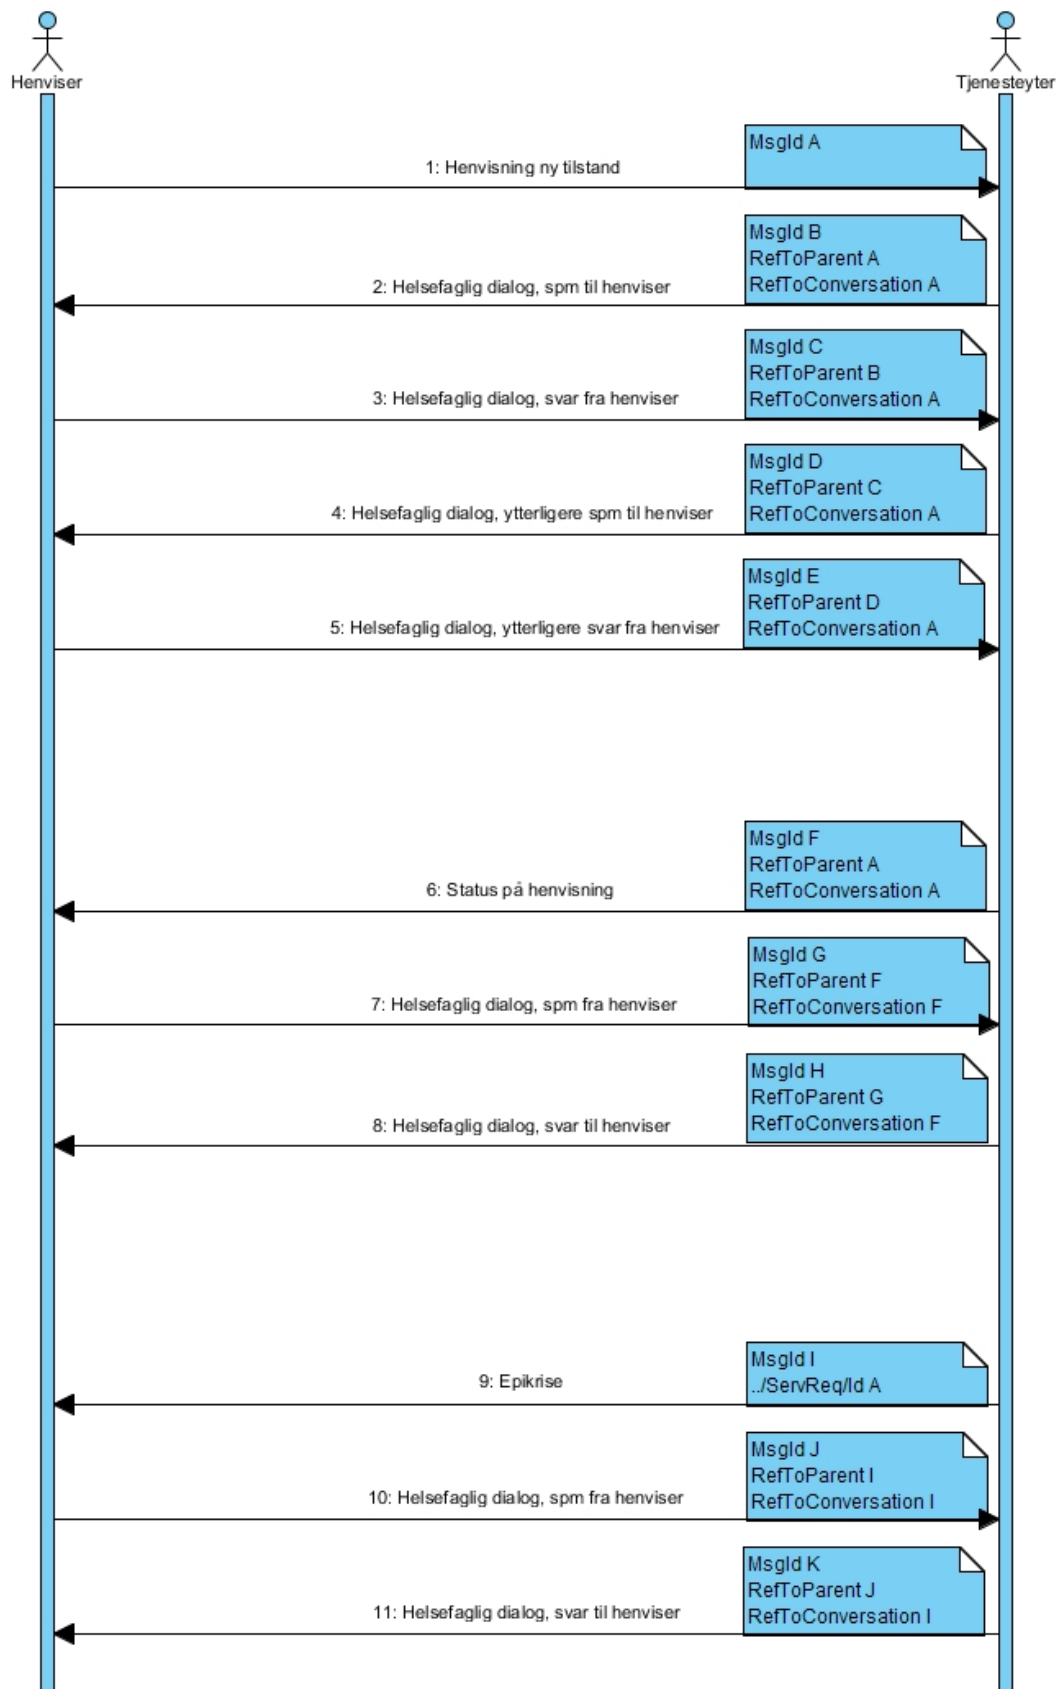 Henviser
Tjenesteyter
MsgId A
1: Henvisning ny tilstand
MsgId B
RefToParent A
RefToConversation A
2: Helsefaglig dialog, spm til henviser
MsgId C
RefToParent B
RefToConversation A
3: Helsefaglig dialog, svar fra henviser
MsgId D
RefToParent C
RefToConversation A
4: Helsefaglig dialog, ytterligere spm til henviser
MsgId E
RefToParent D
RefToConversation A
5: Helsefaglig dialog, ytterligere svar fra henviser
MsgId F
RefToParent A
RefToConversation A
6: Status på henvisning
MsgId G
RefToParent F
RefToConversation F
7: Helsefaglig dialog, spm fra henviser
MsgId H
RefToParent G
RefToConversation F
8: Helsefaglig dialog, svar til henviser
MsgId I
../ServReq/Id A
9: Epikrise
MsgId J
RefToParent I
RefToConversation I
10: Helsefaglig dialog, spm fra henviser
MsgId K
RefToParent J
RefToConversation I
11: Helsefaglig dialog, svar til henviser